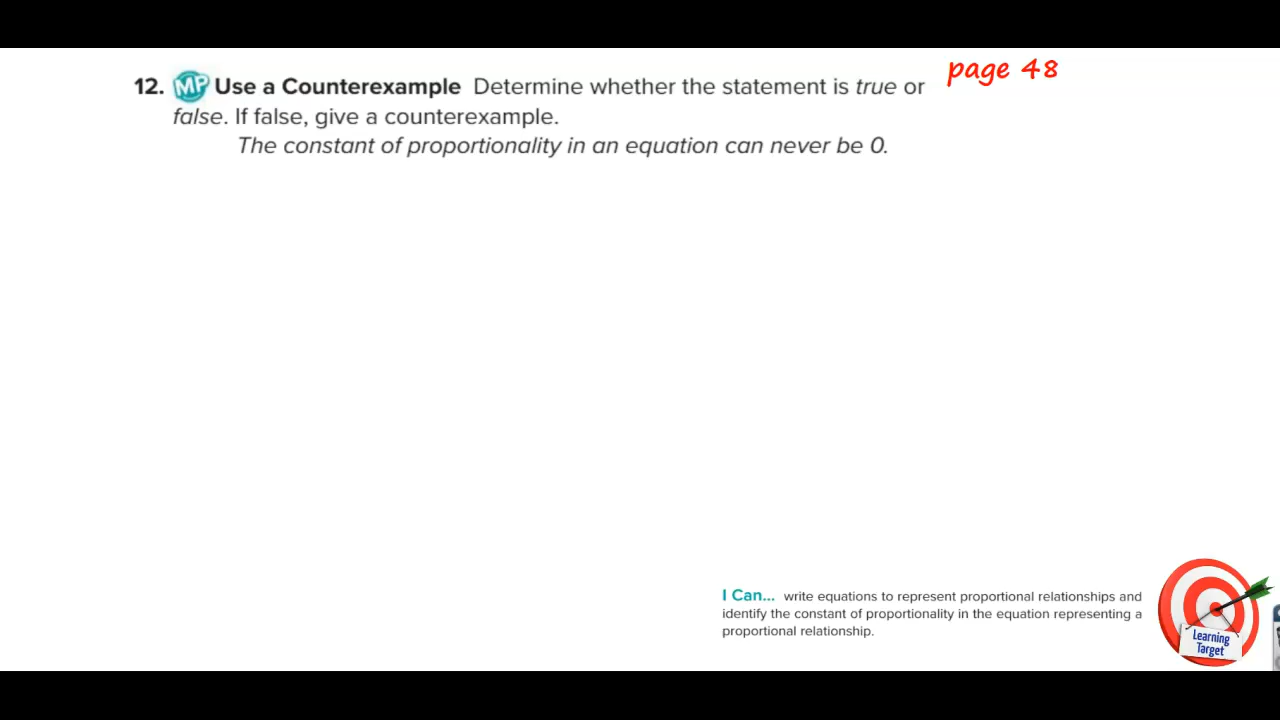 page 48
12. MP Use a Counterexample Determine whether the statement is true or
false. If false, give a counterexample.
The constant of proportionality in an equation can never be 0.
I Can... write equations to represent proportional relationships and
identify the constant of proportionality in the equation representing a
proportional relationship.
Learning
Target